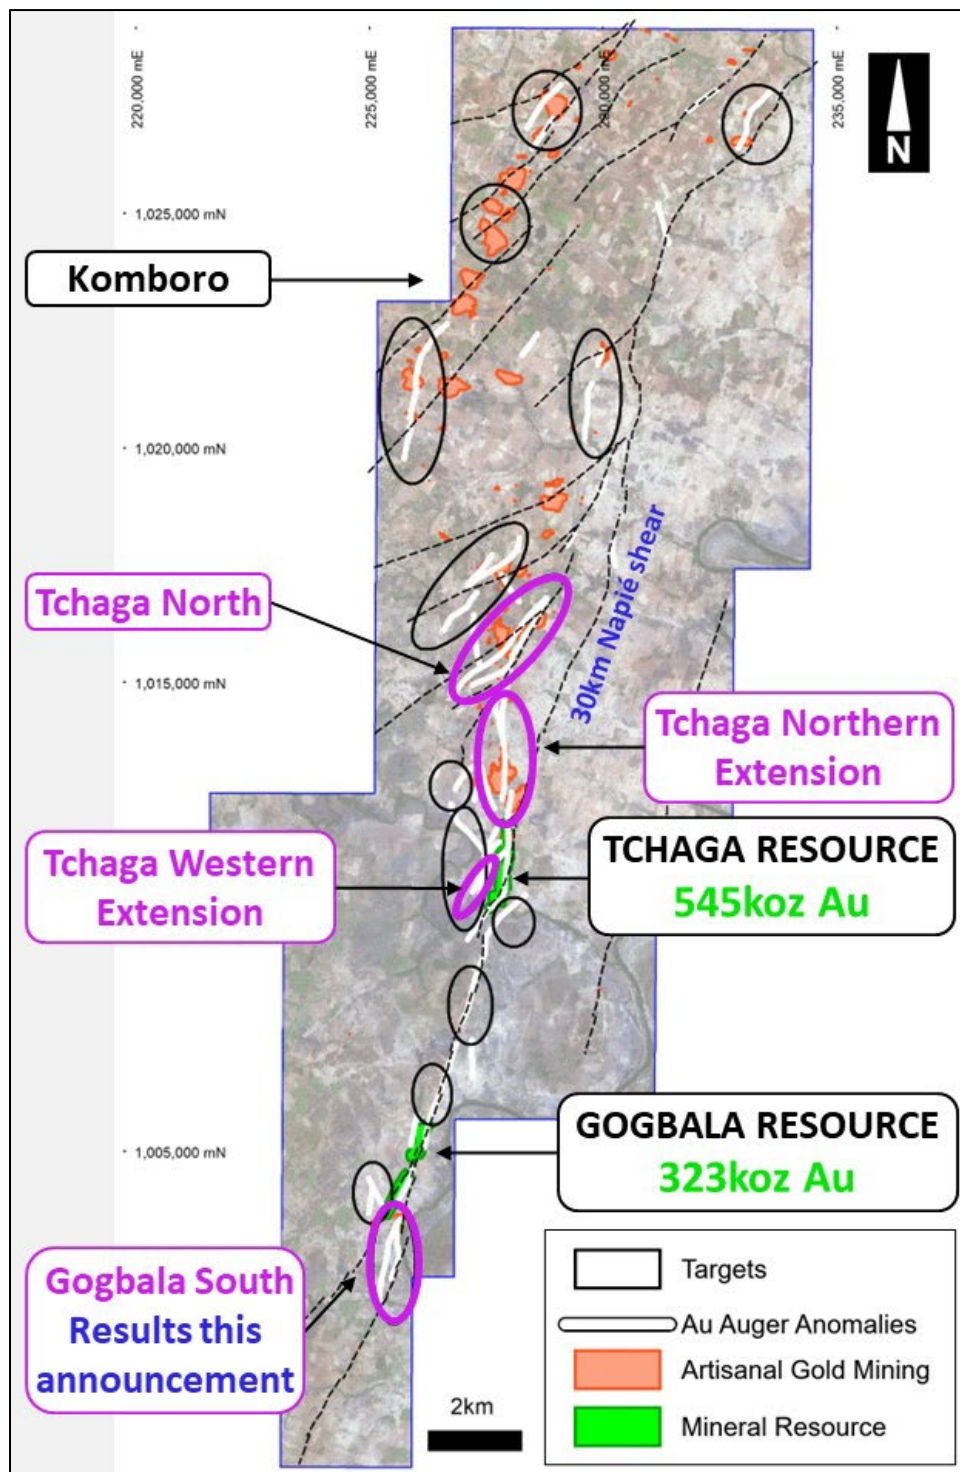 220,000 mE
225,000 mE
230,000 mE
235,000 mE
N
1,025,000 mN
Komboro
1,020,000 mN
30km Napié shear
Tchaga North
1,015,000 mN
Tchaga Northern
Extension
Tchaga Western
Extension
TCHAGA RESOURCE
545koz Au
1,005,000 mN
GOGBALA RESOURCE
323koz Au
Gogbala South
Results this
announcement
2km
Targets
Au Auger Anomalies
Artisanal Gold Mining
Mineral Resource